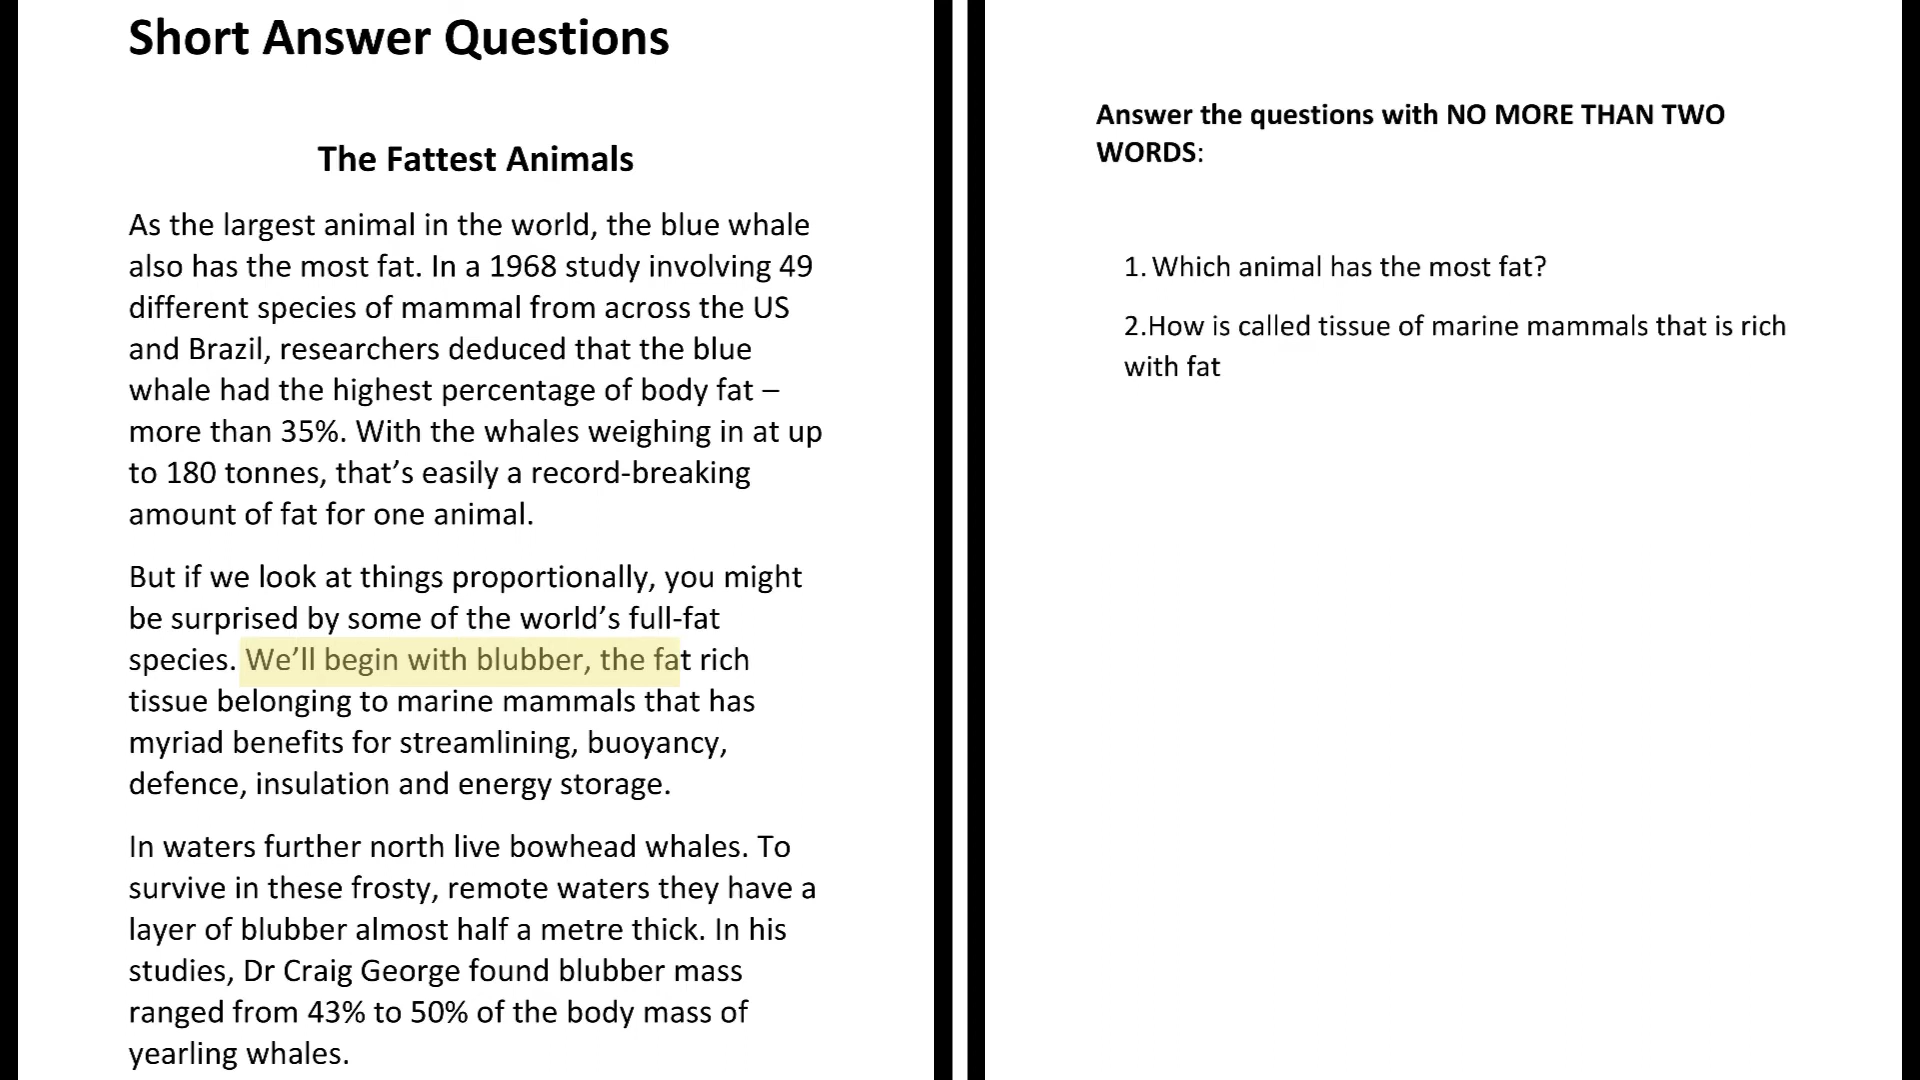 Short Answer Questions
The Fattest Animals
As the largest animal in the world, the blue whale
also has the most fat. In a 1968 study involving 49
different species of mammal from across the US
and Brazil, researchers deduced that the blue
whale had the highest percentage of body fat –
more than 35%. With the whales weighing in at up
to 180 tonnes, that’s easily a record-breaking
amount of fat for one animal.
But if we look at things proportionally, you might
be surprised by some of the world’s full-fat
species. We’ll begin with blubber, the fat rich
tissue belonging to marine mammals that has
myriad benefits for streamlining, buoyancy,
defence, insulation and energy storage.
In waters further north live bowhead whales. To
survive in these frosty, remote waters they have a
layer of blubber almost half a metre thick. In his
studies, Dr Craig George found blubber mass
ranged from 43% to 50% of the body mass of
yearling whales.
Answer the questions with NO MORE THAN TWO
WORDS:
1. Which animal has the most fat?
2.How is called tissue of marine mammals that is rich
with fat